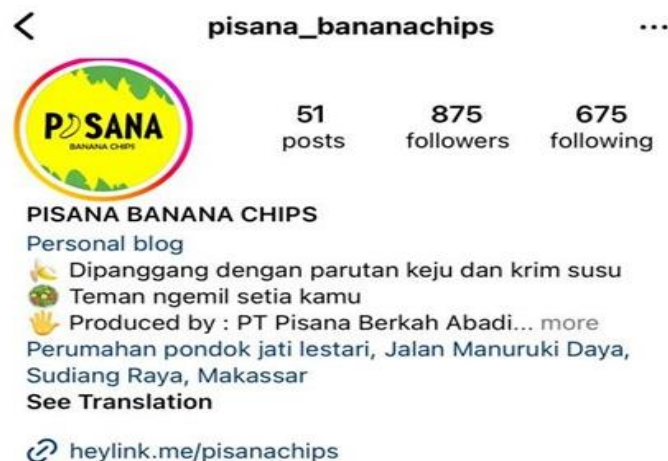 pisana_bananachips
PISANA
BANANA CHIPS
51 875 675
posts followers following
PISANA BANANA CHIPS
Personal blog
Dipanggang dengan parutan keju dan krim susu
Teman ngemil setia kamu
Produced by : PT Pisana Berkah Abadi... more
Perumahan pondok jati lestari, Jalan Manuruki Daya,
Sudiang Raya, Makassar
See Translation
heylink.me/pisanachips